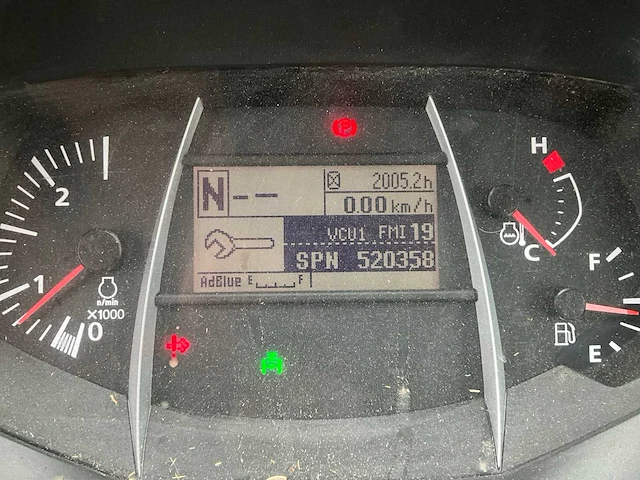 N--
2005.2h
0.00 km/h
VCU1 FMI 19
SPN 520358
AdBlue E F
2
1
0
n/min
×1000
P
H
C
F
E